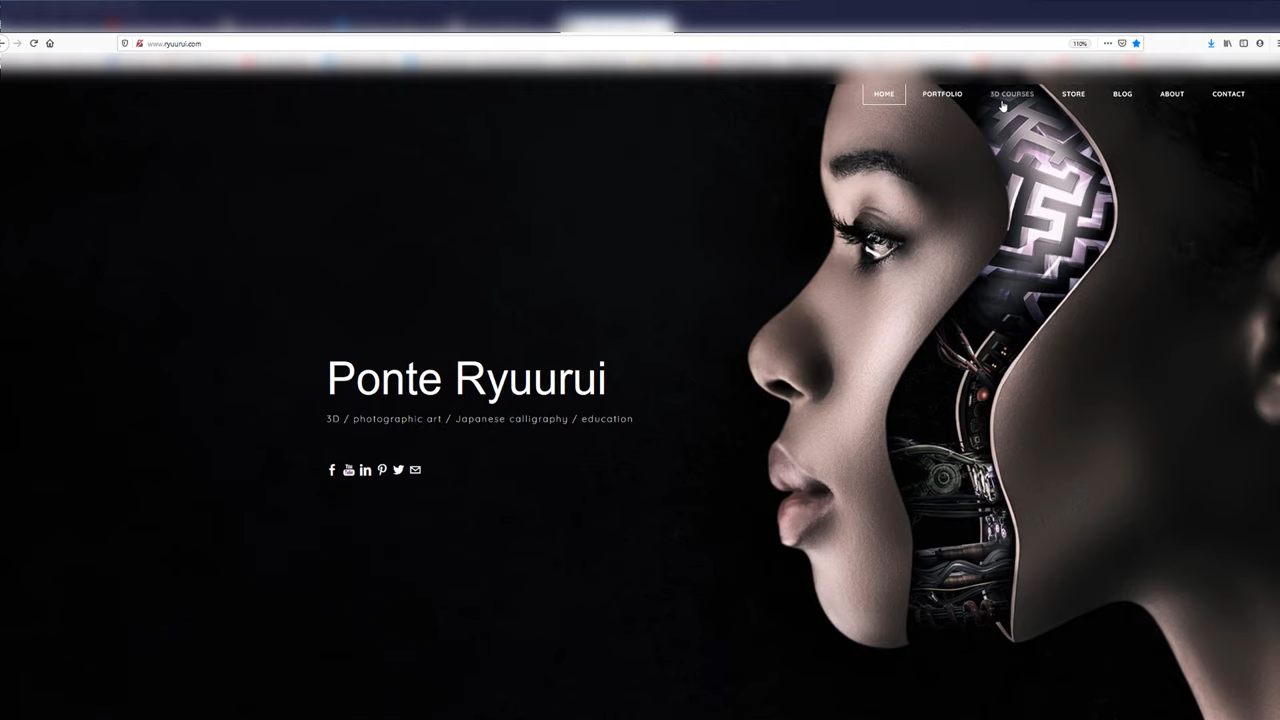 www.ryuurui.com
110%
HOME PORTFOLIO 3D COURSES STORE BLOG ABOUT CONTACT
Ponte Ryuurui
3D / photographic art / Japanese calligraphy / education